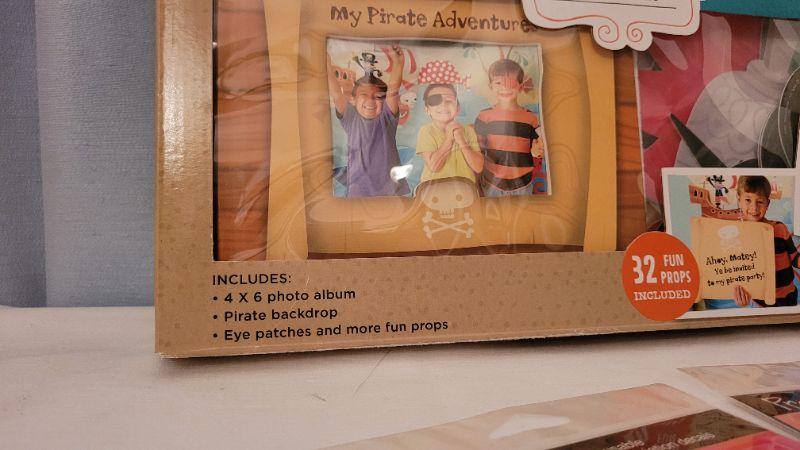 My Pirate Adventures
INCLUDES:
• 4 X 6 photo album
• Pirate backdrop
• Eye patches and more fun props
32 FUN
PROPS
INCLUDED
Ahoy, Matey!
Ye be invited
to my pirate party!
decals